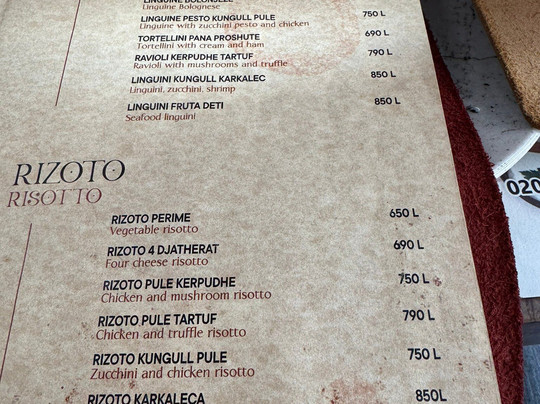 LINGUINE BOLONJEZE
Linguine Bolognese
LINGUINE PESTO KUNGULL PULE 750 L
Linguine with zucchini pesto and chicken
TORTELLINI PANA PROSHUTE 690 L
Tortellini with cream and ham
RAVIOLI KERPUDHE TARTUF 790 L
Ravioli with mushrooms and truffle
LINGUINI KUNGULL KARKALEC 850 L
Linguini, zucchini, shrimp
LINGUINI FRUTA DETI 850 L
Seafood linguini
RIZOTO
RISOTTO
RIZOTO PERIME 650 L
Vegetable risotto
RIZOTO 4 DJATHERAT 690 L
Four cheese risotto
RIZOTO PULE KERPUDHE 750 L
Chicken and mushroom risotto
RIZOTO PULE TARTUF 790 L
Chicken and truffle risotto
RIZOTO KUNGULL PULE 750 L
Zucchini and chicken risotto
RIZOTO KARKALECA 850L
020